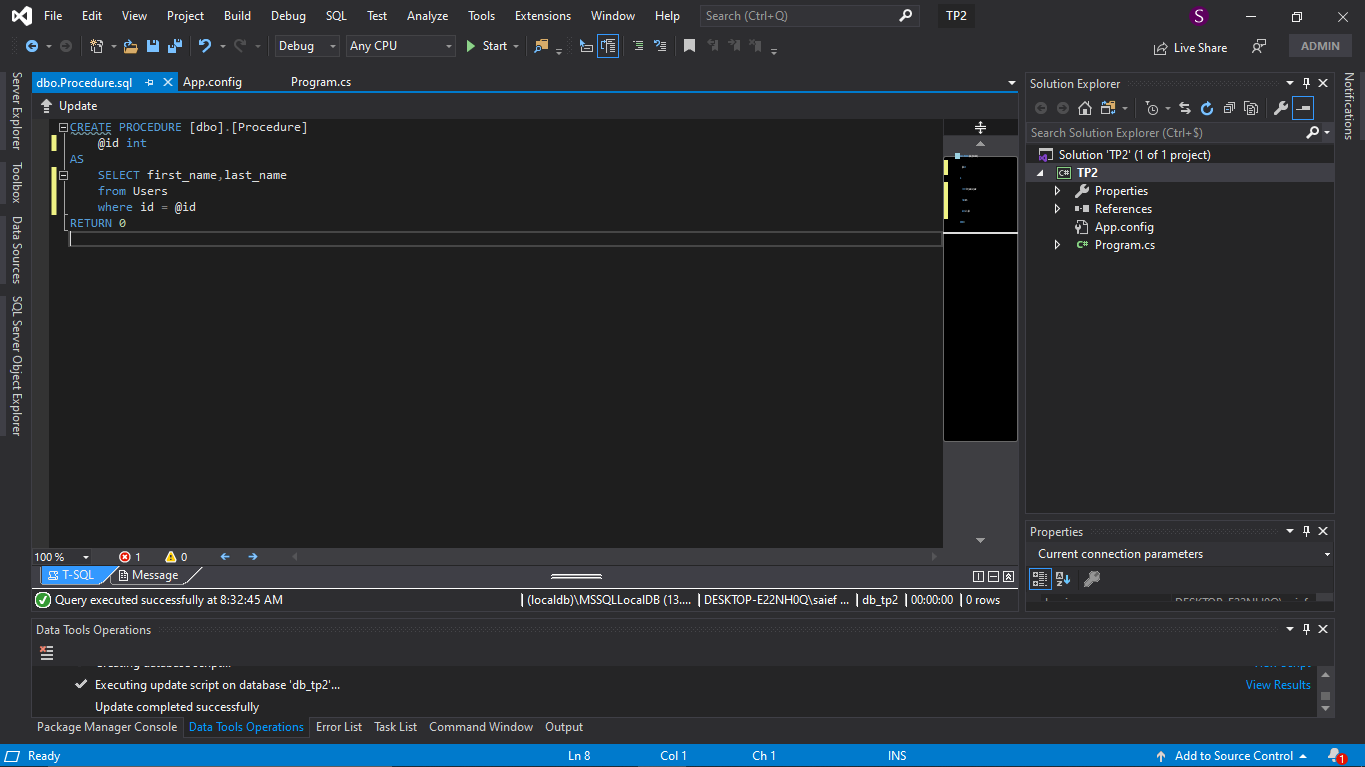 File Edit View Project Build Debug SQL Test Analyze Tools Extensions Window Help Search (Ctrl+Q) TP2 S
Debug Any CPU Start Live Share ADMIN
Server Explorer
Toolbox
Data Sources
SQL Server Object Explorer
dbo.Procedure.sql App.config Program.cs
Update
CREATE PROCEDURE [dbo].[Procedure]
@id int
AS
SELECT first_name,last_name
from Users
where id = @id
RETURN 0
100 % 1 0
T-SQL Message
Query executed successfully at 8:32:45 AM (localdb)\MSSQLLocalDB (13.... DESKTOP-E22NH0Q\saief ... db_tp2 00:00:00 0 rows
Solution Explorer
Search Solution Explorer (Ctrl+$)
Solution 'TP2' (1 of 1 project)
C# TP2
Properties
References
App.config
C# Program.cs
Properties
Current connection parameters
Notifications
Data Tools Operations
Executing update script on database 'db_tp2'... View Results
Update completed successfully
Package Manager Console Data Tools Operations Error List Task List Command Window Output
Ready Ln 8 Col 1 Ch 1 INS Add to Source Control 1